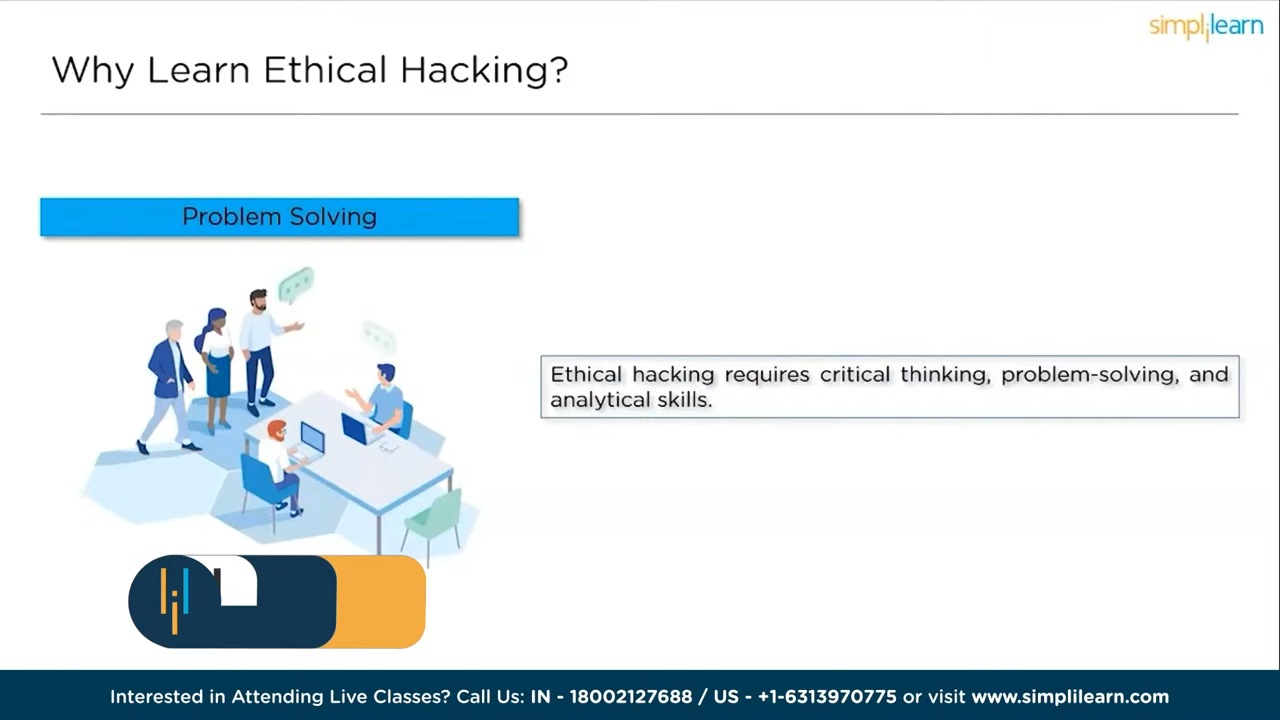 simplilearn
Why Learn Ethical Hacking?
Problem Solving
Ethical hacking requires critical thinking, problem-solving, and
analytical skills.
Interested in Attending Live Classes? Call Us: IN - 18002127688 / US - +1-6313970775 or visit www.simplilearn.com